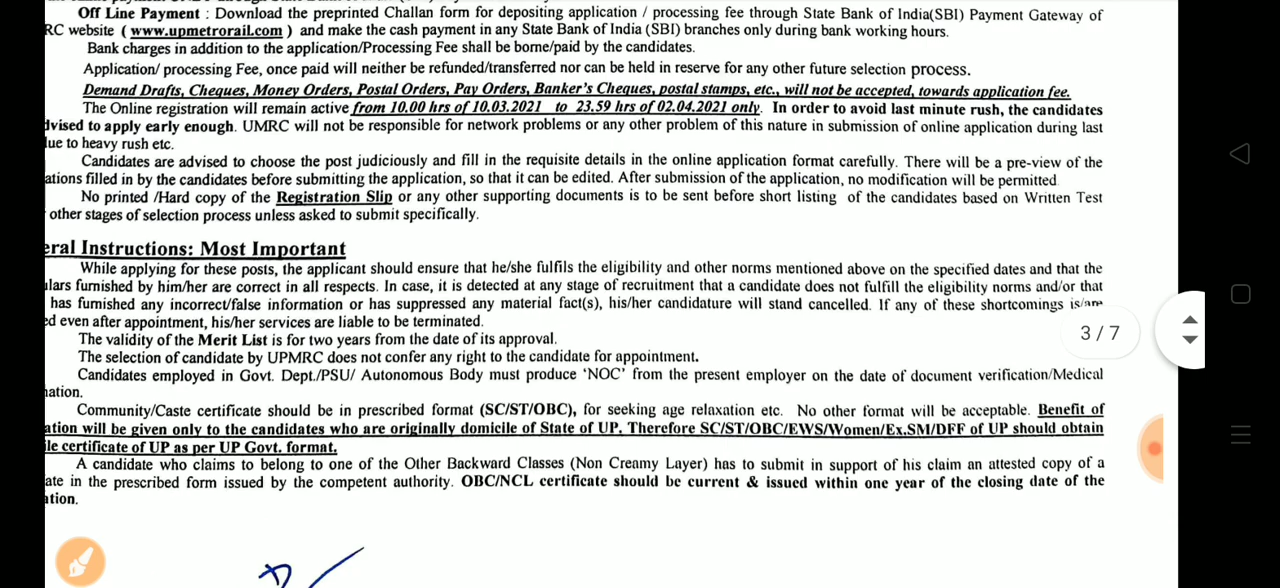 Off Line Payment : Download the preprinted Challan form for depositing application / processing fee through State Bank of India(SBI) Payment Gateway of
RC website ( www.upmetrorail.com ) and make the cash payment in any State Bank of India (SBI) branches only during bank working hours.
Bank charges in addition to the application/Processing Fee shall be borne/paid by the candidates.
Application/ processing Fee, once paid will neither be refunded/transferred nor can be held in reserve for any other future selection process.
Demand Drafts, Cheques, Money Orders, Postal Orders, Pay Orders, Banker's Cheques, postal stamps, etc., will not be accepted, towards application fee.
The Online registration will remain active from 10.00 hrs of 10.03.2021 to 23.59 hrs of 02.04.2021 only. In order to avoid last minute rush, the candidates
dvised to apply early enough. UMRC will not be responsible for network problems or any other problem of this nature in submission of online application during last
lue to heavy rush etc.
Candidates are advised to choose the post judiciously and fill in the requisite details in the online application format carefully. There will be a pre-view of the
ations filled in by the candidates before submitting the application, so that it can be edited. After submission of the application, no modification will be permitted
No printed /Hard copy of the Registration Slip or any other supporting documents is to be sent before short listing of the candidates based on Written Test
other stages of selection process unless asked to submit specifically.
eral Instructions: Most Important
While applying for these posts, the applicant should ensure that he/she fulfils the eligibility and other norms mentioned above on the specified dates and that the
lars furnished by him/her are correct in all respects. In case, it is detected at any stage of recruitment that a candidate does not fulfill the eligibility norms and/or that
has furnished any incorrect/false information or has suppressed any material fact(s), his/her candidature will stand cancelled. If any of these shortcomings is/are
ed even after appointment, his/her services are liable to be terminated.
3 / 7
The validity of the Merit List is for two years from the date of its approval.
The selection of candidate by UPMRC does not confer any right to the candidate for appointment.
Candidates employed in Govt. Dept./PSU/ Autonomous Body must produce ‘NOC’ from the present employer on the date of document verification/Medical
nation.
Community/Caste certificate should be in prescribed format (SC/ST/OBC), for seeking age relaxation etc. No other format will be acceptable. Benefit of
ation will be given only to the candidates who are originally domicile of State of UP. Therefore SC/ST/OBC/EWS/Women/Ex.SM/DFF of UP should obtain
le certificate of UP as per UP Govt. format.
A candidate who claims to belong to one of the Other Backward Classes (Non Creamy Layer) has to submit in support of his claim an attested copy of a
ate in the prescribed form issued by the competent authority. OBC/NCL certificate should be current & issued within one year of the closing date of the
ation.